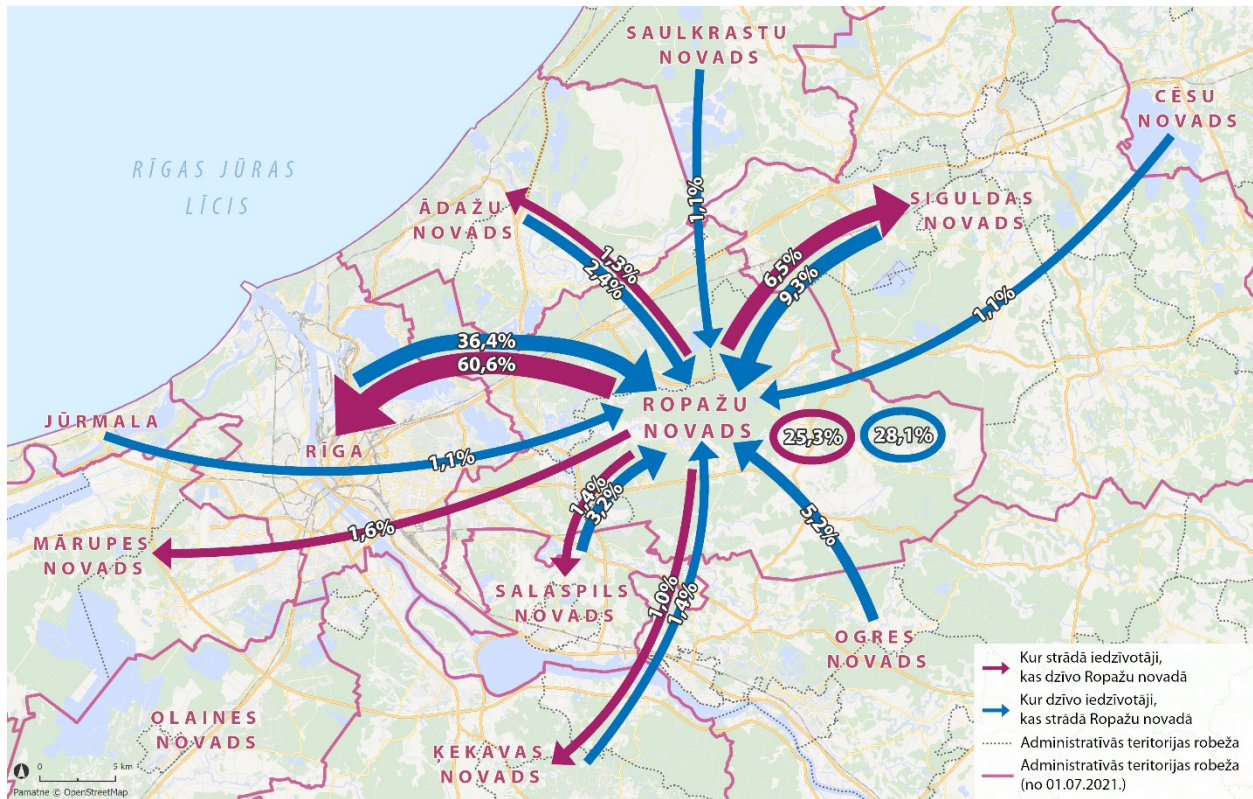 SAULKRASTU
NOVADS
CĒSU
NOVADS
RĪGAS JŪRAS
LĪCIS
ĀDAŽU
NOVADS
SIGULDAS
NOVADS
1,1%
1,3%
2,4%
6,5%
9,3%
1,1%
36,4%
60,6%
ROPAŽU
NOVADS
25,3%
28,1%
JŪRMALA
RĪGA
1,1%
1,6%
1,4%
3,2%
5,2%
MĀRUPES
NOVADS
SALASPILS
NOVADS
1,0%
1,4%
OGRES
NOVADS
OLAINES
NOVADS
ĶEKAVAS
NOVADS
Kur strādā iedzīvotāji,
kas dzīvo Ropažu novadā
Kur dzīvo iedzīvotāji,
kas strādā Ropažu novadā
Administratīvās teritorijas robeža
Administratīvās teritorijas robeža
(no 01.07.2021.)
0 5 km
Pamatne © OpenStreetMap